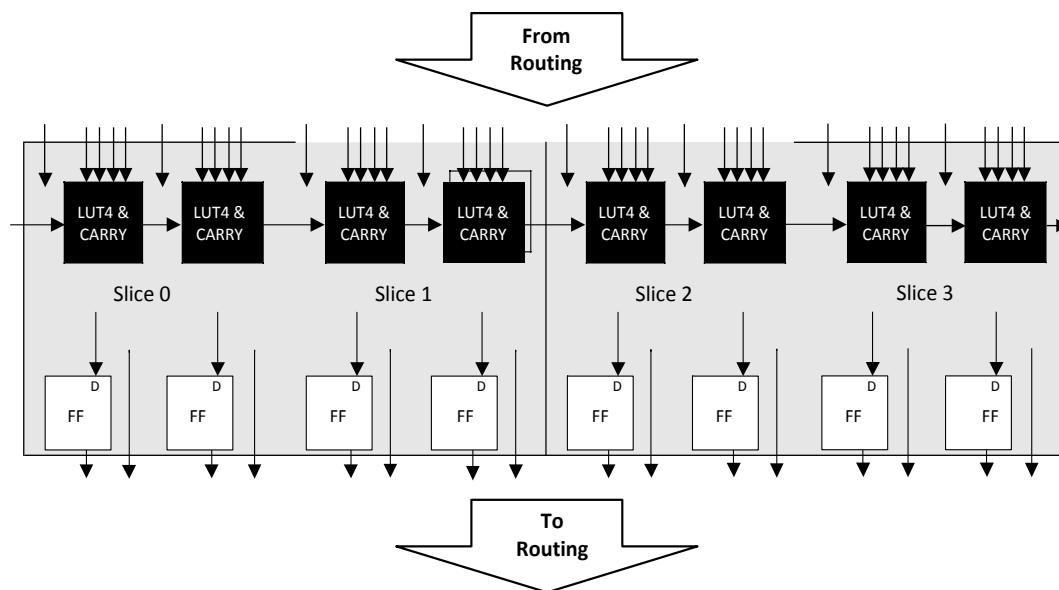 From
Routing
LUT4 &
CARRY
LUT4 &
CARRY
LUT4 &
CARRY
LUT4 &
CARRY
LUT4 &
CARRY
LUT4 &
CARRY
LUT4 &
CARRY
LUT4 &
CARRY
Slice 0
Slice 1
Slice 2
Slice 3
D
FF
D
FF
D
FF
D
FF
D
FF
D
FF
D
FF
D
FF
To
Routing